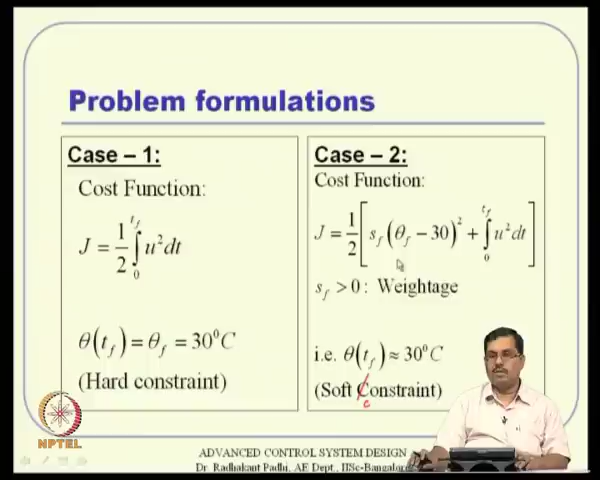 Problem formulations
Case – 1:
Cost Function:
J = 1/2 ∫₀^{t_f} u² dt
θ(t_f) = θ_f = 30⁰C
(Hard constraint)
Case – 2:
Cost Function:
J = 1/2 [ s_f (θ_f − 30)² + ∫₀^{t_f} u² dt ]
s_f > 0 : Weightage
i.e. θ(t_f) ≈ 30⁰C
(Soft Constraint)
c
NPTEL
ADVANCED CONTROL SYSTEM DESIGN
Dr. Radhakant Padhi, AE Dept., IISc-Bangalore